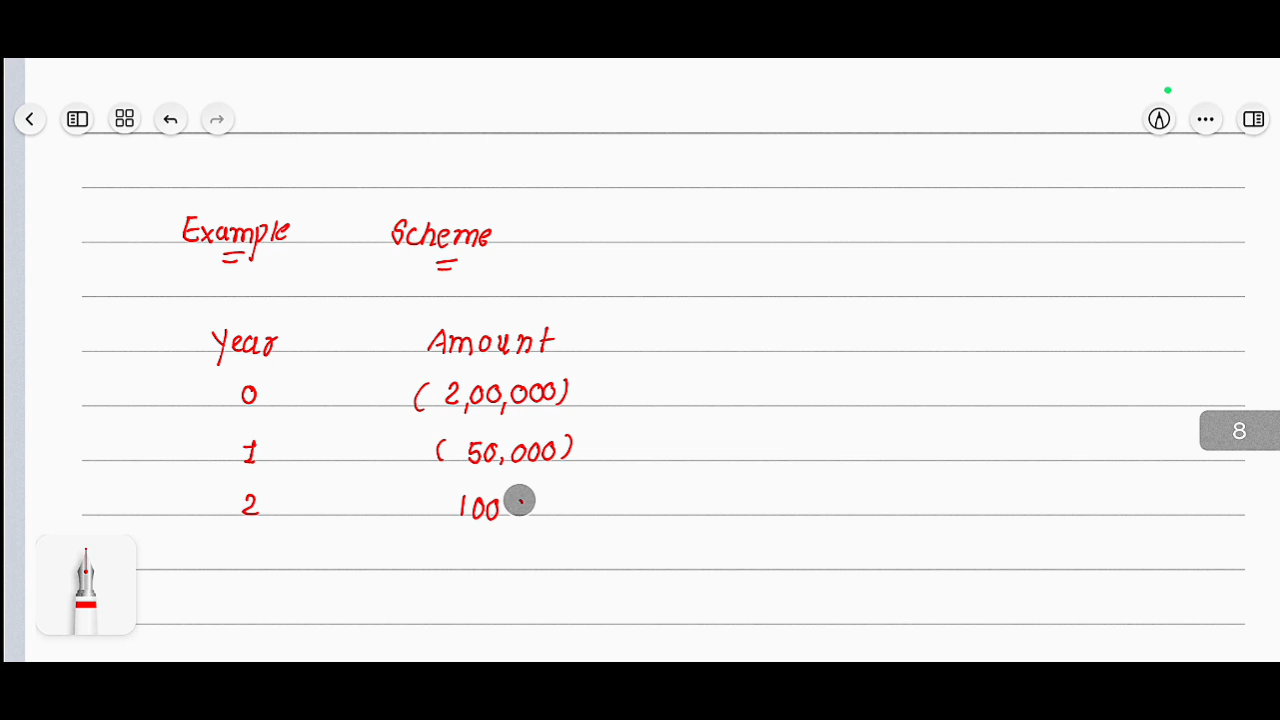 Example Scheme
Year Amount
0 (2,00,000)
1 (50,000)
8
2 100